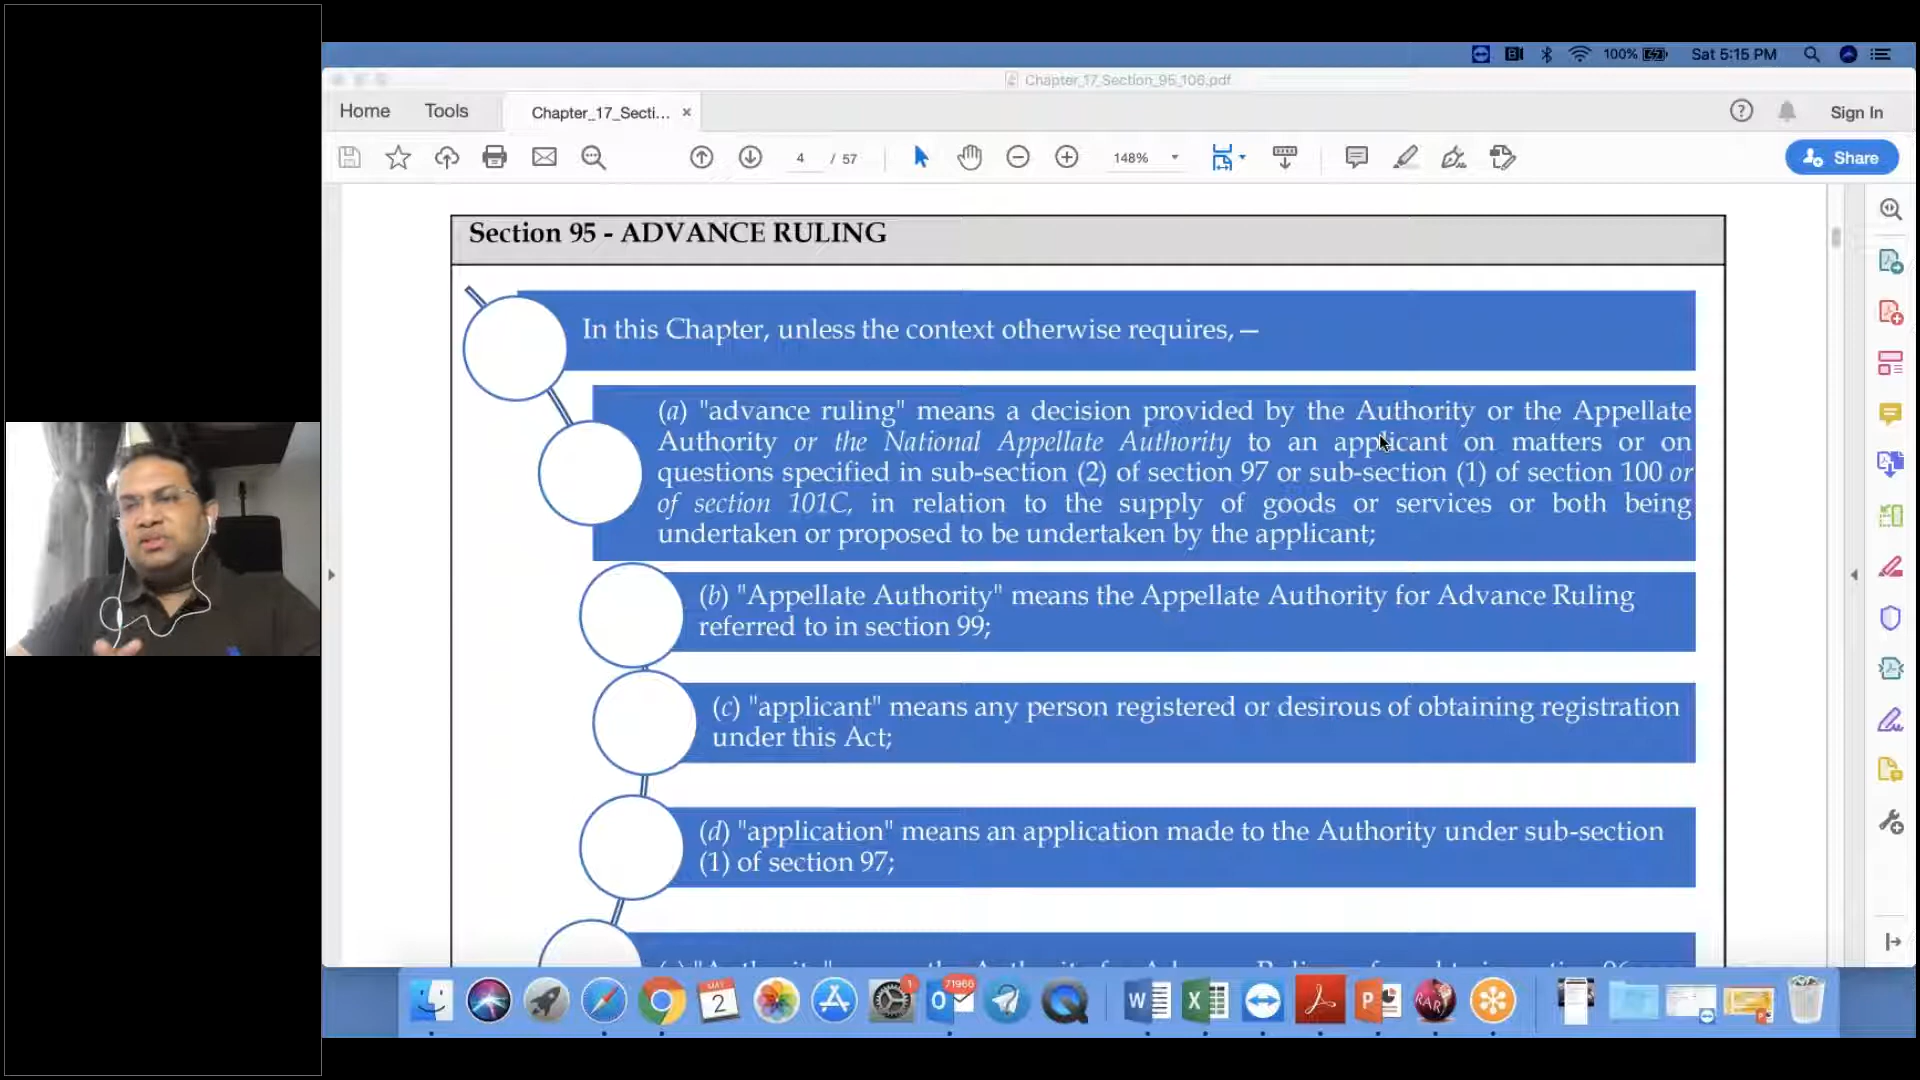 100%
Sat 5:15 PM
Chapter_17_Section_95_106.pdf
Home
Tools
Chapter_17_Secti...
×
Sign In
4
/ 57
148%
Share
Section 95 - ADVANCE RULING
In this Chapter, unless the context otherwise requires,—
(a) "advance ruling" means a decision provided by the Authority or the Appellate
Authority or the National Appellate Authority to an applicant on matters or on
questions specified in sub-section (2) of section 97 or sub-section (1) of section 100 or
of section 101C, in relation to the supply of goods or services or both being
undertaken or proposed to be undertaken by the applicant;
(b) "Appellate Authority" means the Appellate Authority for Advance Ruling
referred to in section 99;
(c) "applicant" means any person registered or desirous of obtaining registration
under this Act;
(d) "application" means an application made to the Authority under sub-section
(1) of section 97;
MAY
2
1
71966
RAR